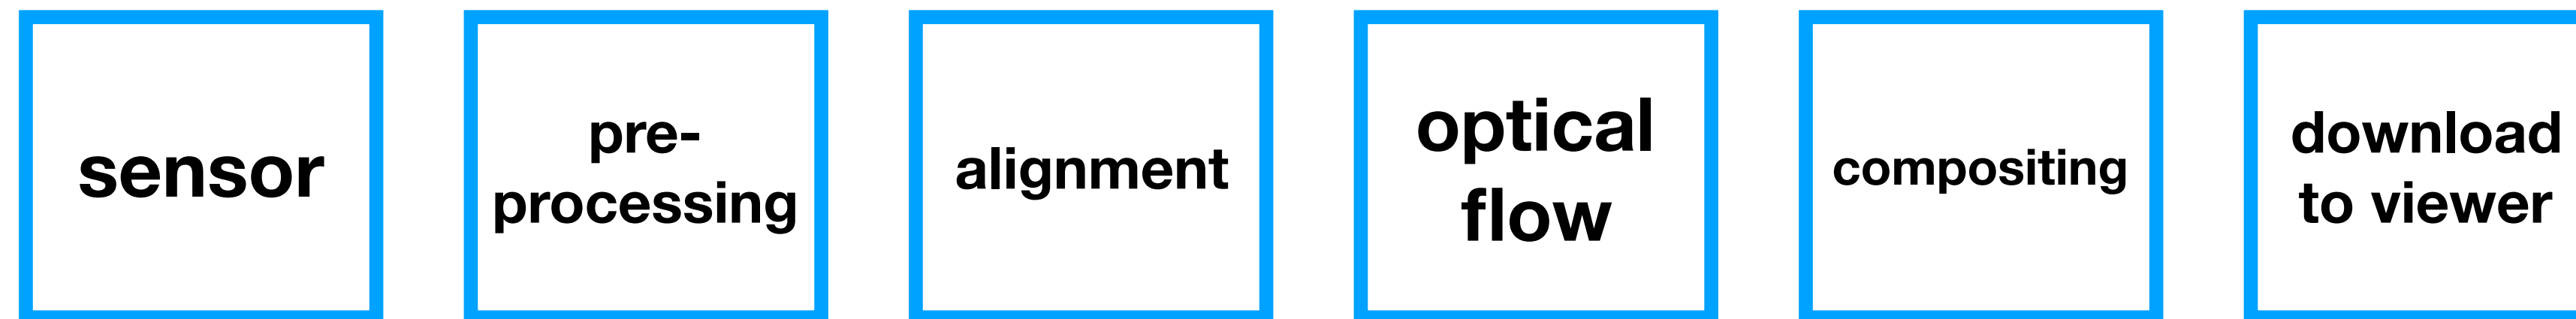 sensor
pre-
processing
alignment
optical
flow
compositing
download
to viewer